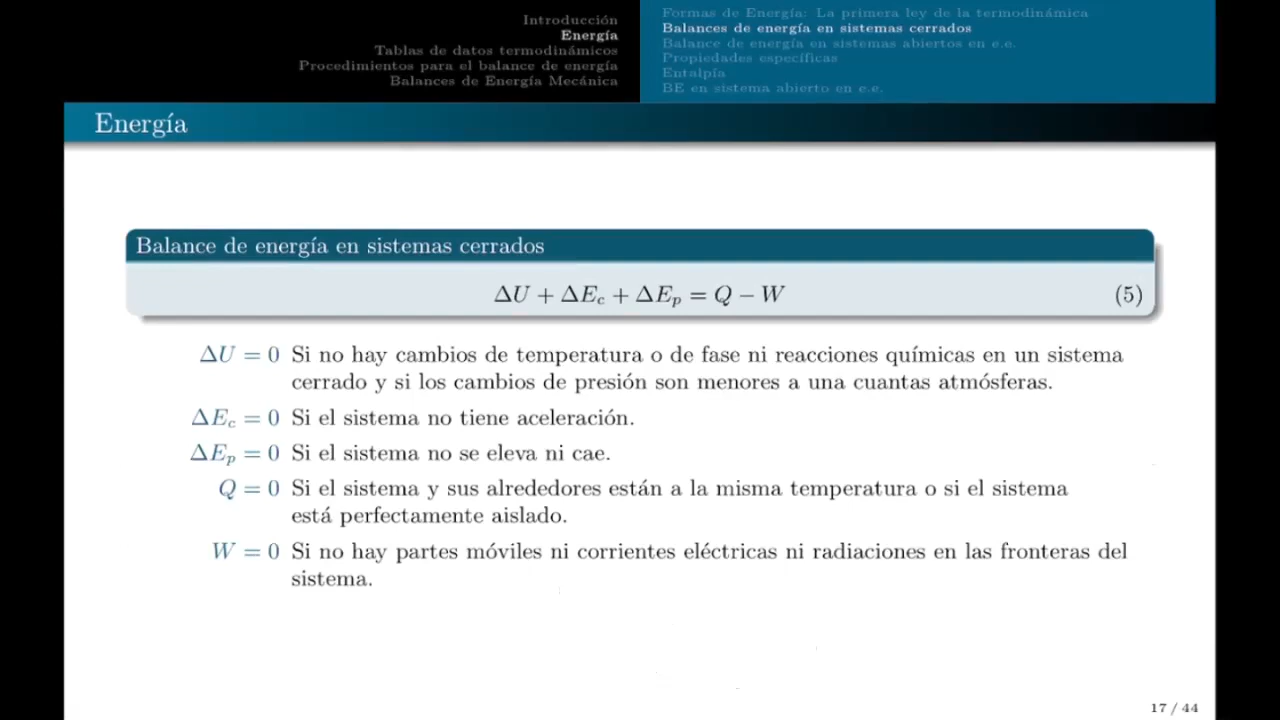 Introducción
Energía
Tablas de datos termodinámicos
Procedimientos para el balance de energía
Balances de Energía Mecánica
Formas de Energía: La primera ley de la termodinámica
Balances de energía en sistemas cerrados
Balance de energía en sistemas abiertos en e.e.
Propiedades específicas
Entalpía
BE en sistema abierto en e.e.
Energía
Balance de energía en sistemas cerrados
ΔU + ΔE_c + ΔE_p = Q − W (5)
ΔU = 0 Si no hay cambios de temperatura o de fase ni reacciones químicas en un sistema
cerrado y si los cambios de presión son menores a una cuantas atmósferas.
ΔE_c = 0 Si el sistema no tiene aceleración.
ΔE_p = 0 Si el sistema no se eleva ni cae.
Q = 0 Si el sistema y sus alrededores están a la misma temperatura o si el sistema
está perfectamente aislado.
W = 0 Si no hay partes móviles ni corrientes eléctricas ni radiaciones en las fronteras del
sistema.
17 / 44